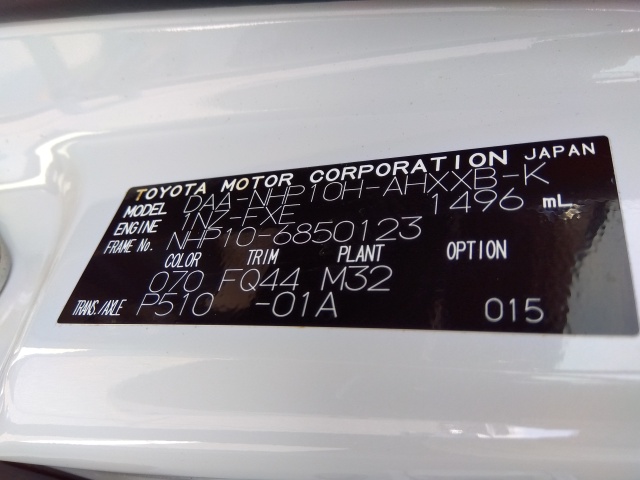 TOYOTA MOTOR CORPORATION JAPAN
MODEL DAA-NHP10H-AHXXB-K
ENGINE 1NZ-FXE 1496 mL
FRAME No. NHP10-6850123
COLOR TRIM PLANT OPTION
070 FQ44 M32
TRANS./AXLE P510 -01A 015